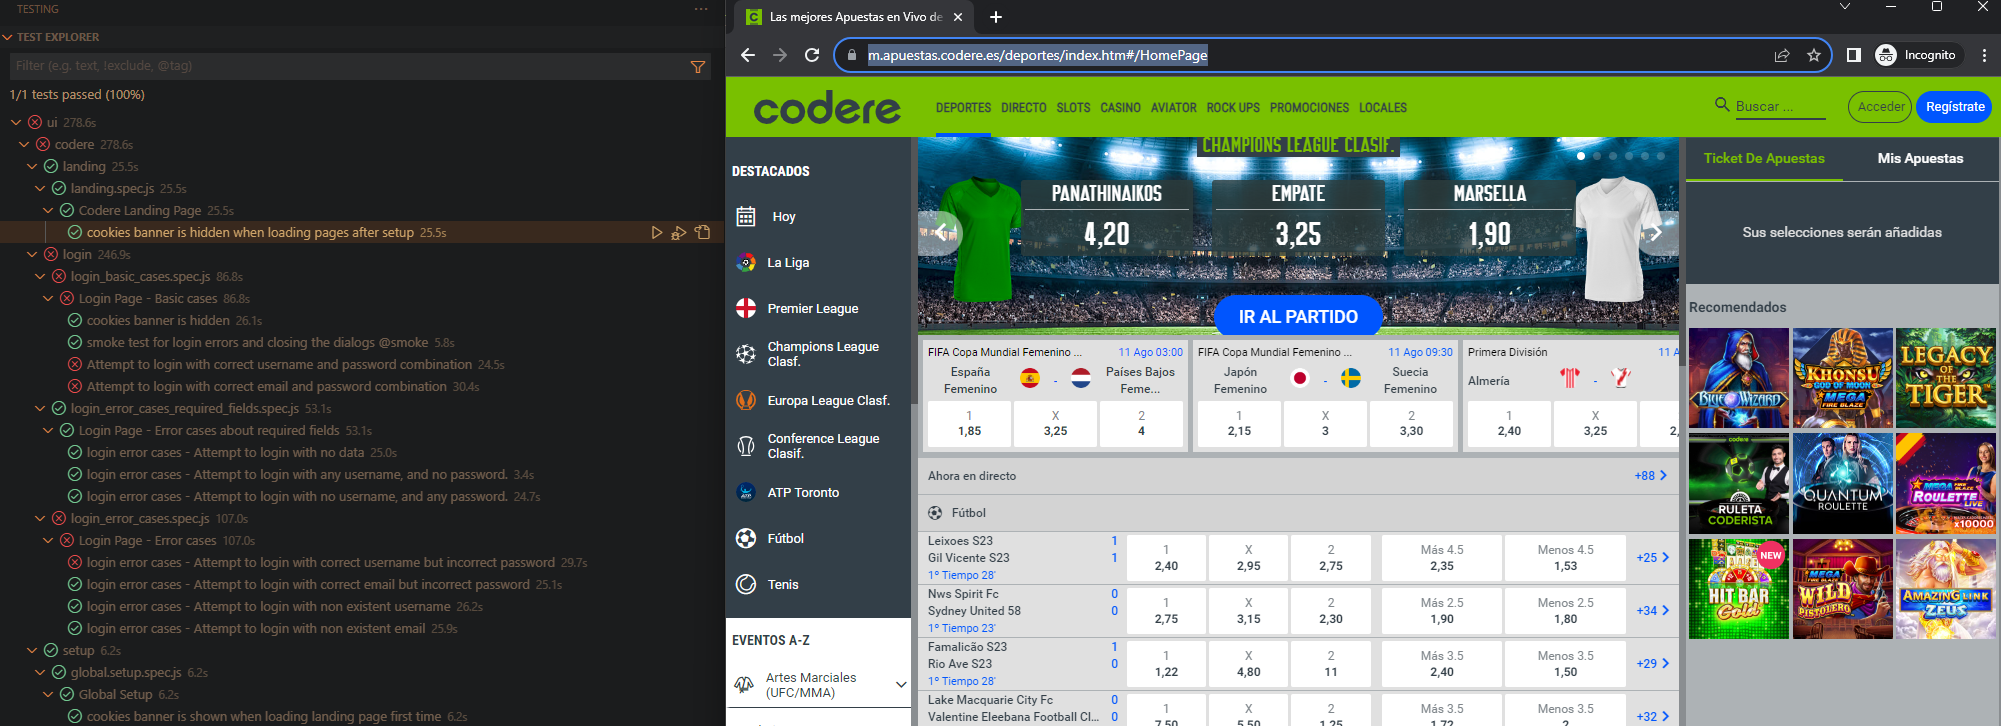 TESTING
TEST EXPLORER
Filter (e.g. text, !exclude, @tag)
1/1 tests passed (100%)
ui 278.6s
codere 278.6s
landing 25.5s
landing.spec.js 25.5s
Codere Landing Page 25.5s
cookies banner is hidden when loading pages after setup 25.5s
login 246.9s
login_basic_cases.spec.js 86.8s
Login Page - Basic cases 86.8s
cookies banner is hidden 26.1s
smoke test for login errors and closing the dialogs @smoke 5.8s
Attempt to login with correct username and password combination 24.5s
Attempt to login with correct email and password combination 30.4s
login_error_cases_required_fields.spec.js 53.1s
Login Page - Error cases about required fields 53.1s
login error cases - Attempt to login with no data 25.0s
login error cases - Attempt to login with any username, and no password. 3.4s
login error cases - Attempt to login with no username, and any password. 24.7s
login_error_cases.spec.js 107.0s
Login Page - Error cases 107.0s
login error cases - Attempt to login with correct username but incorrect password 29.7s
login error cases - Attempt to login with correct email but incorrect password 25.1s
login error cases - Attempt to login with non existent username 26.2s
login error cases - Attempt to login with non existent email 25.9s
setup 6.2s
global.setup.spec.js 6.2s
Global Setup 6.2s
cookies banner is shown when loading landing page first time 6.2s
Las mejores Apuestas en Vivo de
m.apuestas.codere.es/deportes/index.htm#/HomePage
Incognito
codere
DEPORTES DIRECTO SLOTS CASINO AVIATOR ROCK UPS PROMOCIONES LOCALES
Buscar ...
Acceder
Regístrate
DESTACADOS
Hoy
La Liga
Premier League
Champions League Clasf.
Europa League Clasf.
Conference League Clasif.
ATP Toronto
Fútbol
Tenis
EVENTOS A-Z
Artes Marciales (UFC/MMA)
CHAMPIONS LEAGUE CLASIF.
PANATHINAIKOS EMPATE MARSELLA
4,20 3,25 1,90
IR AL PARTIDO
FIFA Copa Mundial Femenino ... 11 Ago 03:00
España Femenino - Países Bajos Feme...
1 X 2
1,85 3,25 4
FIFA Copa Mundial Femenino ... 11 Ago 09:30
Japón Femenino - Suecia Femenino
1 X 2
2,15 3 3,30
Primera División 11 A
Almería -
1 X
2,40 3,25 2,
Ahora en directo +88
Fútbol
Leixoes S23 1
Gil Vicente S23 1
1º Tiempo 28'
1 X 2 Más 4.5 Menos 4.5
2,40 2,95 2,75 2,35 1,53
+25
Nws Spirit Fc 0
Sydney United 58 0
1º Tiempo 23'
1 X 2 Más 2.5 Menos 2.5
2,75 3,15 2,30 1,90 1,80
+34
Famalicão S23 1
Rio Ave S23 0
1º Tiempo 28'
1 X 2 Más 3.5 Menos 3.5
1,22 4,80 11 2,40 1,50
+29
Lake Macquarie City Fc 0
Valentine Eleebana Football Cl... 0
1 X 2 Más 3.5 Menos 3.5
7,50 5,50 1,25 1,72 2
+32
Ticket De Apuestas
Mis Apuestas
Sus selecciones serán añadidas
Recomendados
BLUE WIZARD
KHONSU
GOD OF MOON
MEGA
FIRE BLAZE
LEGACY
OF THE
TIGER
codere
RULETA
CODERISTA
QUANTUM
ROULETTE
MEGA FIRE BLAZE
ROULETTE
LIVE
x10000
NEW
HIT BAR
Gold
MEGA
FIRE BLAZE
WILD
PISTOLERO
AMAZING LINK
ZEUS